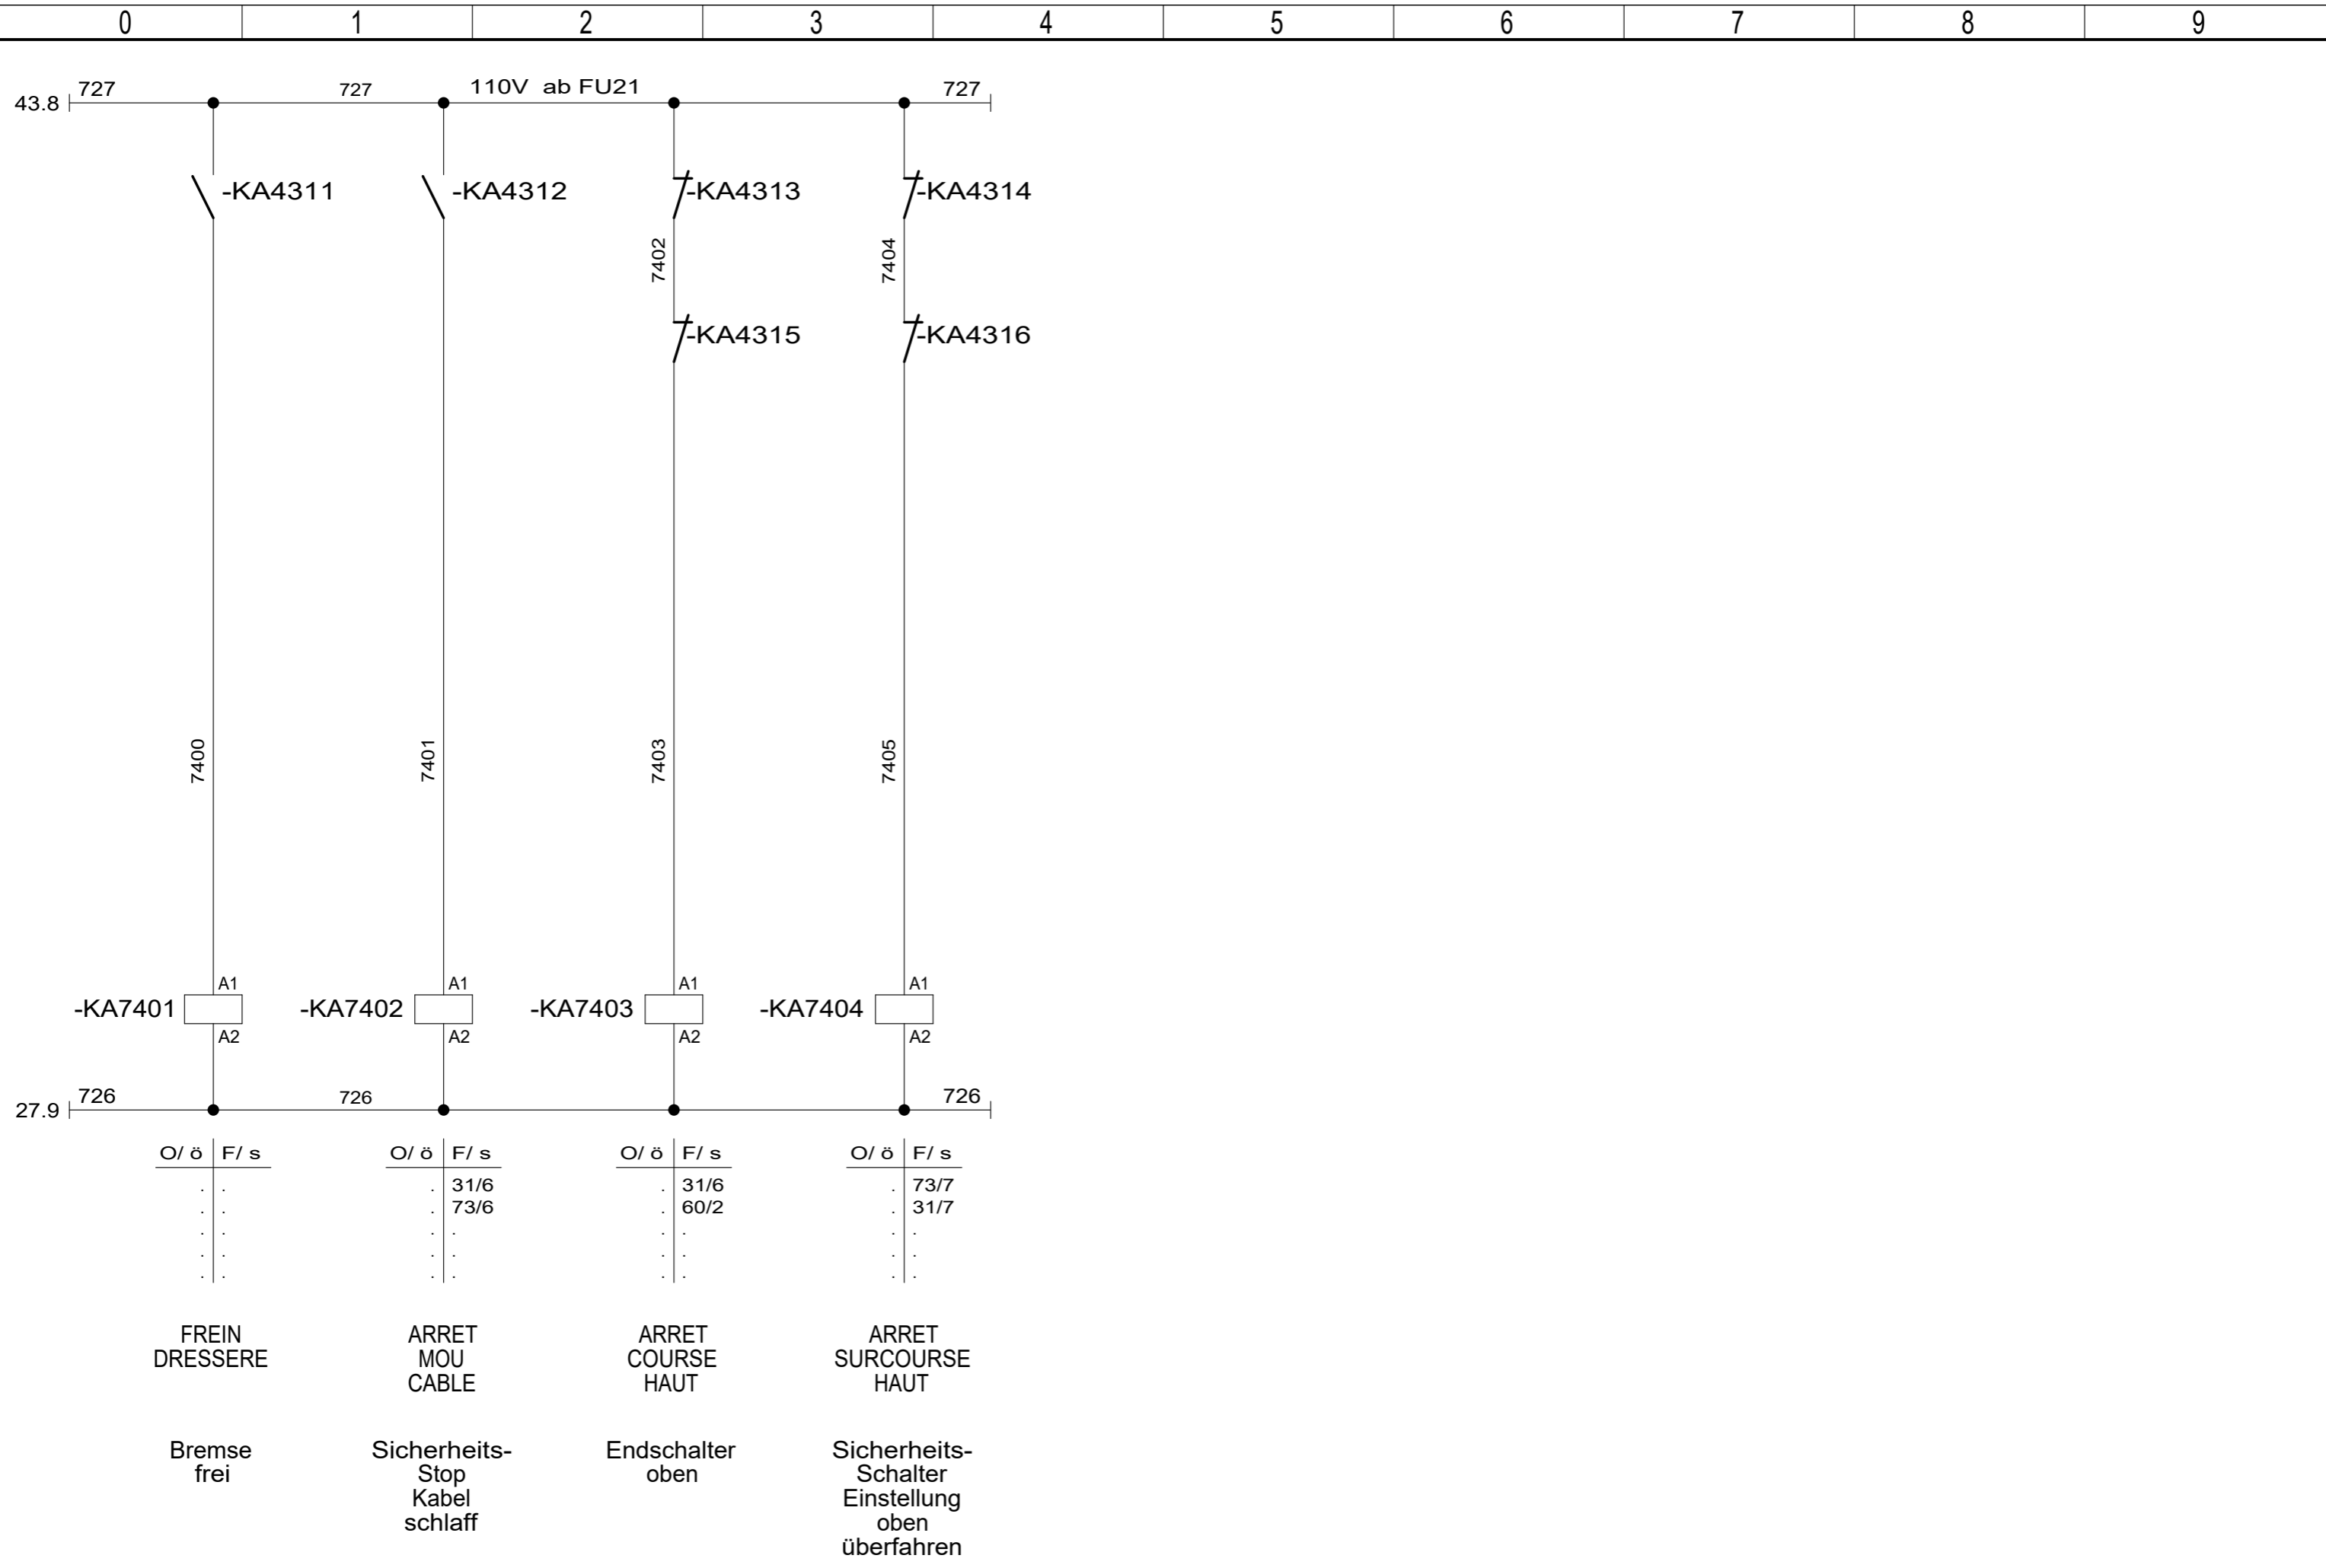 0 1 2 3 4 5 6 7 8 9
727 727 110V ab FU21 727
43.8
-KA4311 -KA4312 -KA4313 -KA4314
7402 7404
-KA4315 -KA4316
7400 7401 7403 7405
A1 A1 A1 A1
-KA7401 -KA7402 -KA7403 -KA7404
A2 A2 A2 A2
726 726 726
27.9
O/ ö F/ s O/ ö F/ s O/ ö F/ s O/ ö F/ s
. . . 31/6 . 31/6 . 73/7
. . . 73/6 . 60/2 . 31/7
. . . . . . . .
. . . . . . . .
. . . . . . . .
FREIN
DRESSERE
ARRET
MOU
CABLE
ARRET
COURSE
HAUT
ARRET
SURCOURSE
HAUT
Bremse
frei
Sicherheits-
Stop
Kabel
schlaff
Endschalter
oben
Sicherheits-
Schalter
Einstellung
oben
überfahren